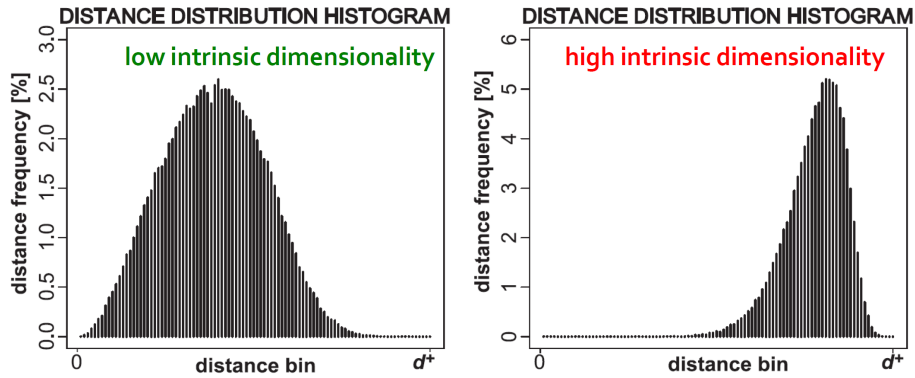 DISTANCE DISTRIBUTION HISTOGRAM
low intrinsic dimensionality
distance frequency [%]
3.0
2.5
2.0
1.5
1.0
0.5
0.0
0
distance bin
d+
DISTANCE DISTRIBUTION HISTOGRAM
high intrinsic dimensionality
distance frequency [%]
6
5
4
3
2
1
0
0
distance bin
d+